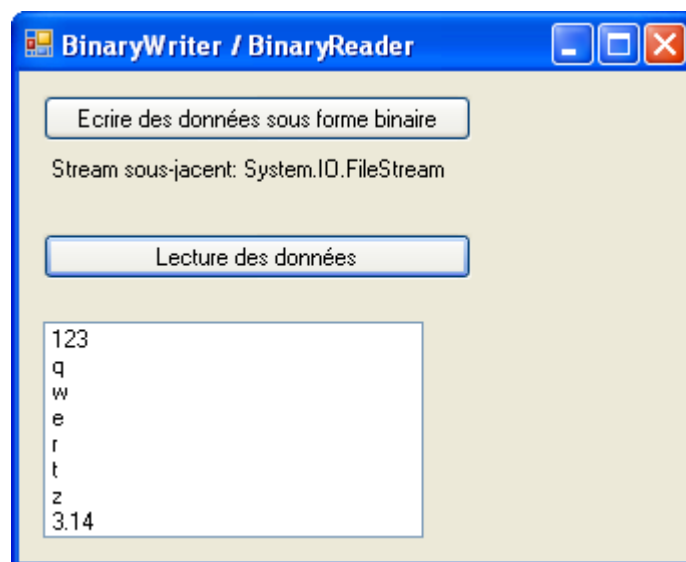 BinaryWriter / BinaryReader
Ecrire des données sous forme binaire
Stream sous-jacent: System.IO.FileStream
Lecture des données
123
q
w
e
r
t
z
3.14